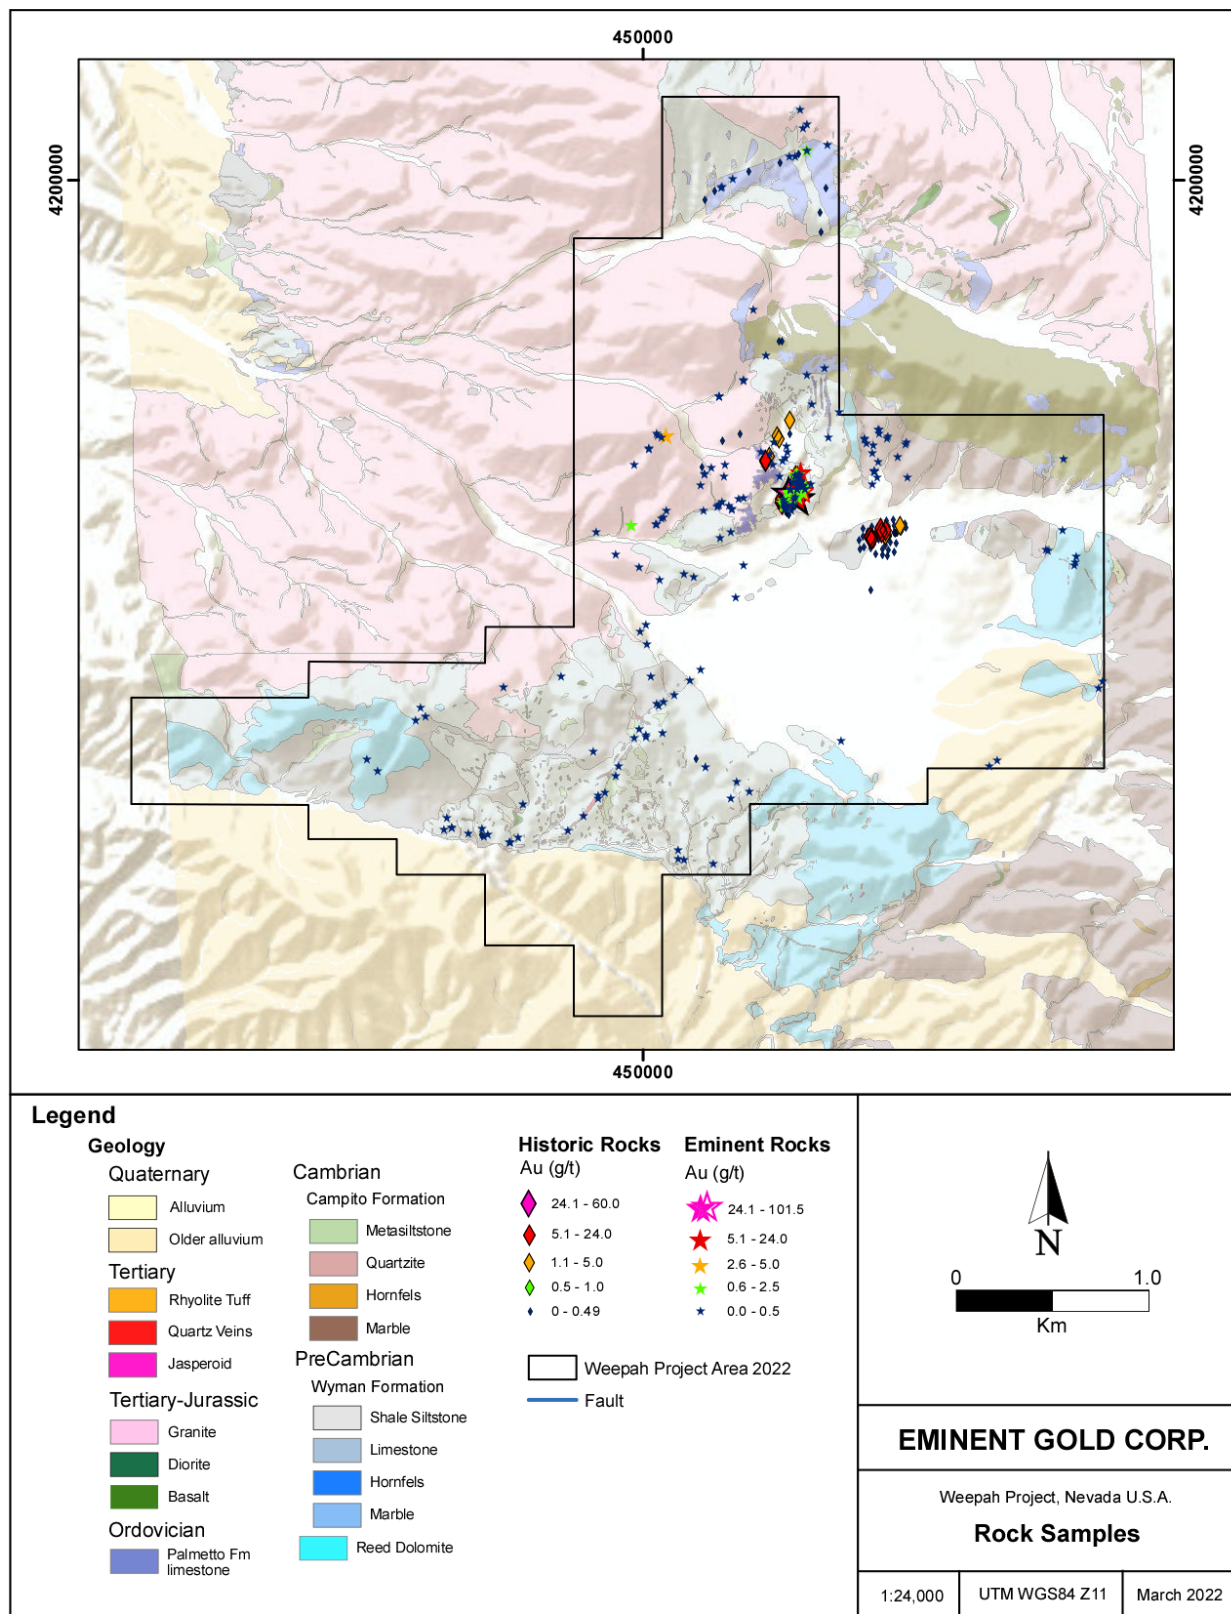 450000
4200000
4200000
450000
Legend
Geology
Quaternary
Alluvium
Older alluvium
Tertiary
Rhyolite Tuff
Quartz Veins
Jasperoid
Tertiary-Jurassic
Granite
Diorite
Basalt
Ordovician
Palmetto Fm
limestone
Cambrian
Campito Formation
Metasiltstone
Quartzite
Hornfels
Marble
PreCambrian
Wyman Formation
Shale Siltstone
Limestone
Hornfels
Marble
Reed Dolomite
Historic Rocks
Au (g/t)
24.1 - 60.0
5.1 - 24.0
1.1 - 5.0
0.5 - 1.0
0 - 0.49
Eminent Rocks
Au (g/t)
24.1 - 101.5
5.1 - 24.0
2.6 - 5.0
0.6 - 2.5
0.0 - 0.5
Weepah Project Area 2022
Fault
N
0 1.0
Km
EMINENT GOLD CORP.
Weepah Project, Nevada U.S.A.
Rock Samples
1:24,000 UTM WGS84 Z11 March 2022